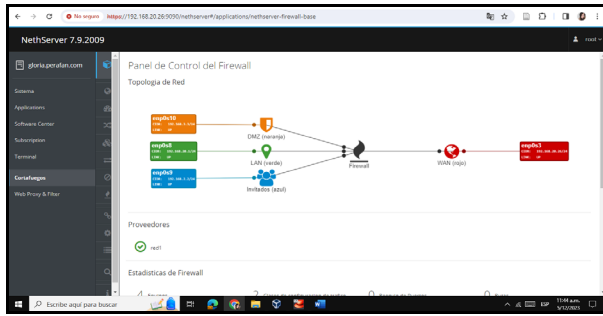 No seguro
https://192.168.20.28:9090/nethserver#/applications/nethserver-firewall-base
NethServer 7.9.2009
root
gloria.perafan.com
Sistema
Applications
Software Center
Subscription
Terminal
Cortafuegos
Web Proxy & Filter
Panel de Control del Firewall
Topología de Red
enp0s10
DMZ (naranja)
enp0s8
LAN (verde)
enp0s9
Invitados (azul)
Firewall
WAN (rojo)
enp0s3
Proveedores
red1
Estadisticas de Firewall
Escribe aquí para buscar
ESP
11:44 a.m.
5/12/2023